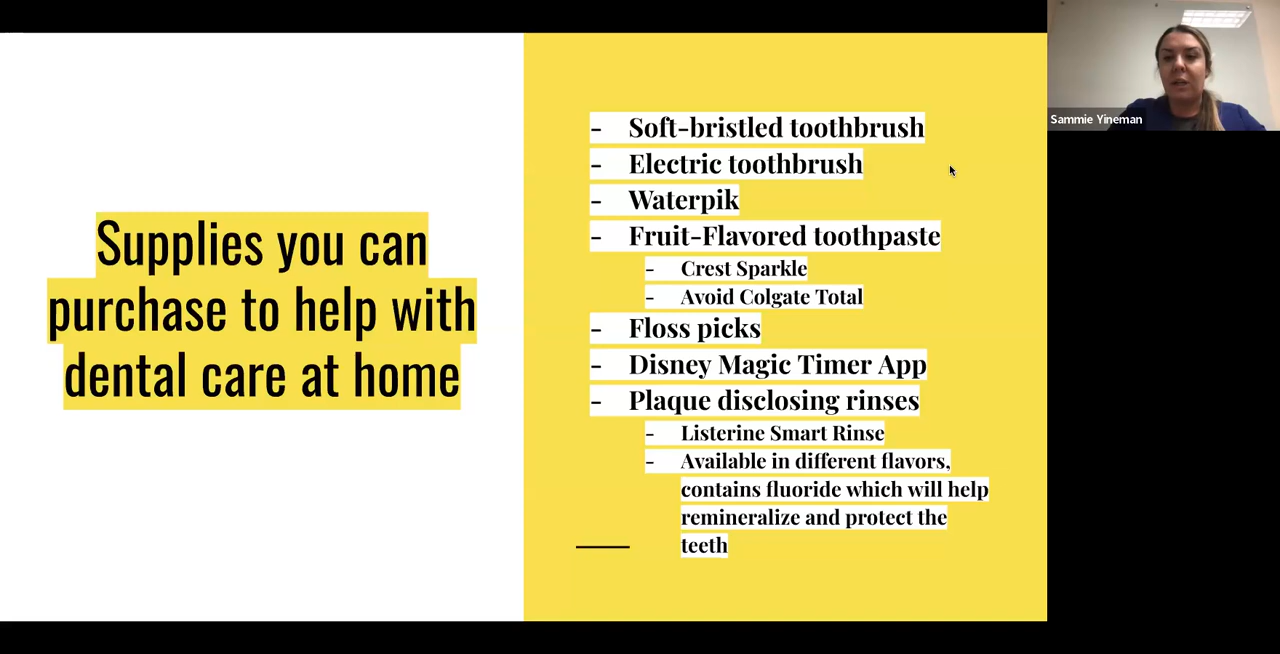 Supplies you can
purchase to help with
dental care at home
- Soft-bristled toothbrush
- Electric toothbrush
- Waterpik
- Fruit-Flavored toothpaste
- Crest Sparkle
- Avoid Colgate Total
- Floss picks
- Disney Magic Timer App
- Plaque disclosing rinses
- Listerine Smart Rinse
- Available in different flavors,
contains fluoride which will help
remineralize and protect the
teeth
Sammie Yineman